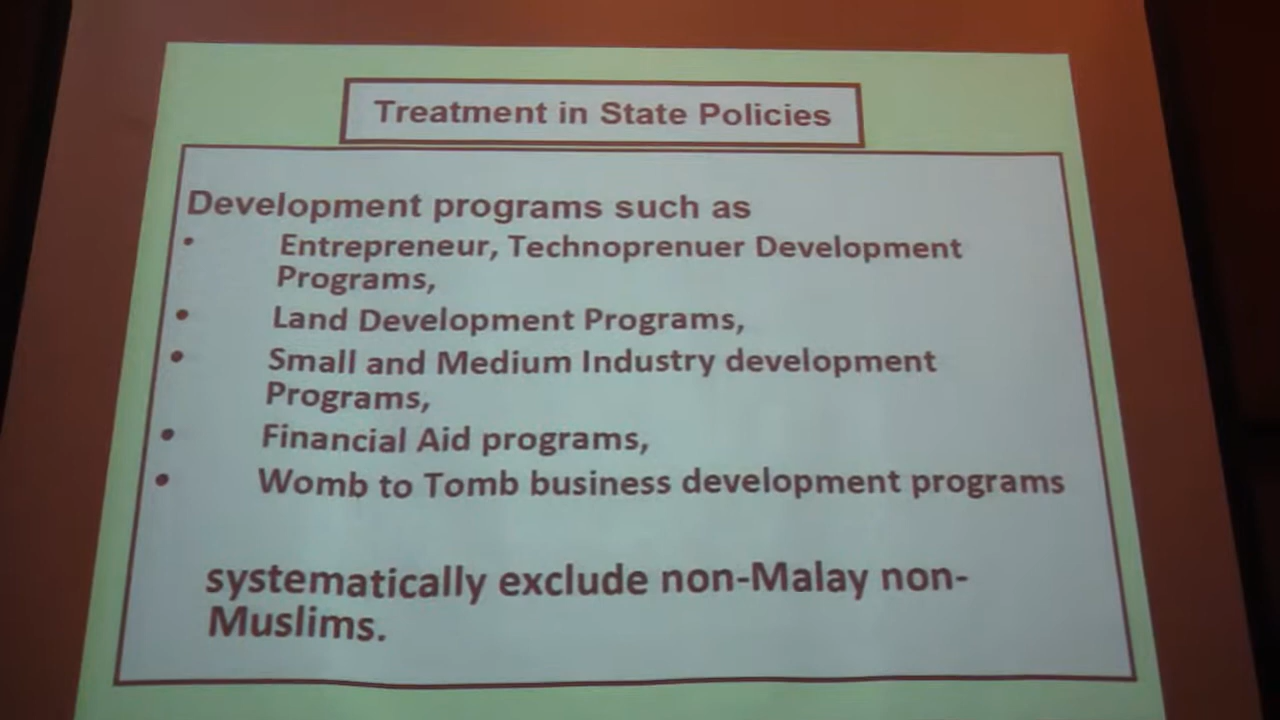 Treatment in State Policies
Development programs such as
• Entrepreneur, Technoprenuer Development
Programs,
• Land Development Programs,
• Small and Medium Industry development
Programs,
• Financial Aid programs,
• Womb to Tomb business development programs
systematically exclude non-Malay non-
Muslims.